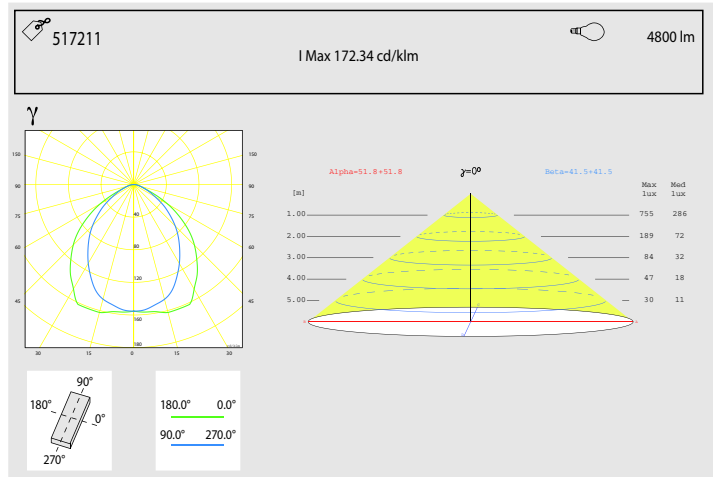 517211
I Max 172.34 cd/klm
4800 lm
γ
150 150
90 90
75 75
60 60
45 45
40
80
120
160
180
30 15 0 15 30
Alpha=51.8+51.8 γ=0º Beta=41.5+41.5
[m] Max Med
lux lux
1.00 755 286
2.00 189 72
3.00 84 32
4.00 47 18
5.00 30 11
90°
180°
0°
270°
180.0° 0.0°
90.0° 270.0°